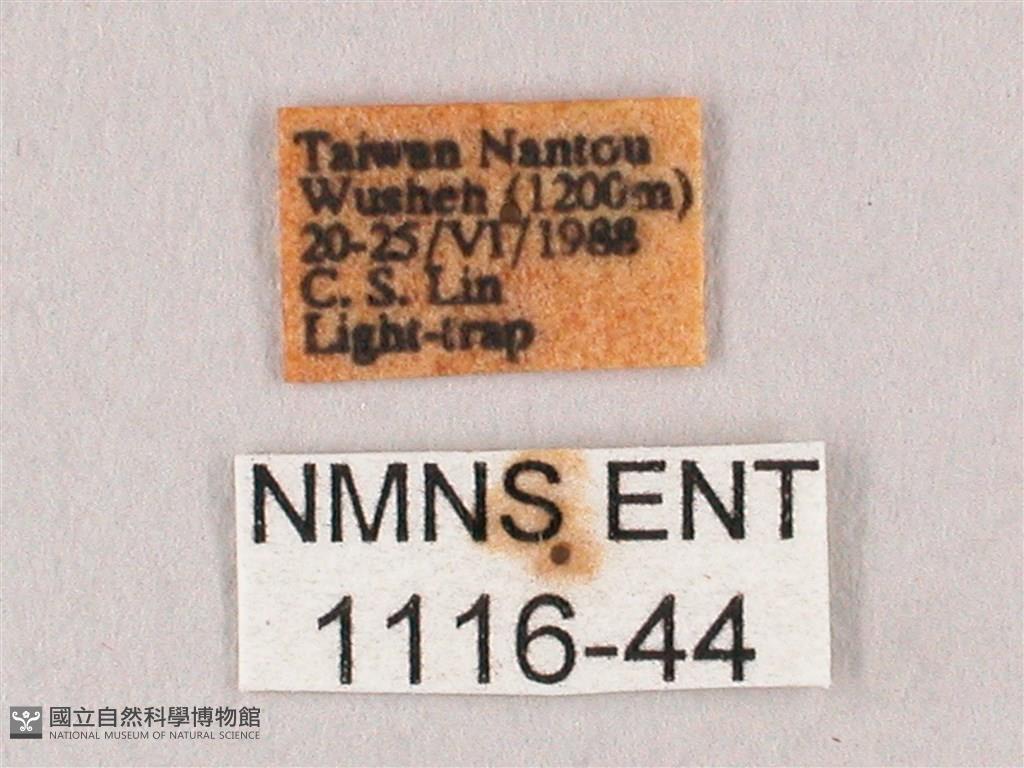 Taiwan Nantou
Wusheh (1200m)
20-25/VI/1988
C. S. Lin
Light-trap
NMNS ENT
1116-44
國立自然科學博物館
NATIONAL MUSEUM OF NATURAL SCIENCE